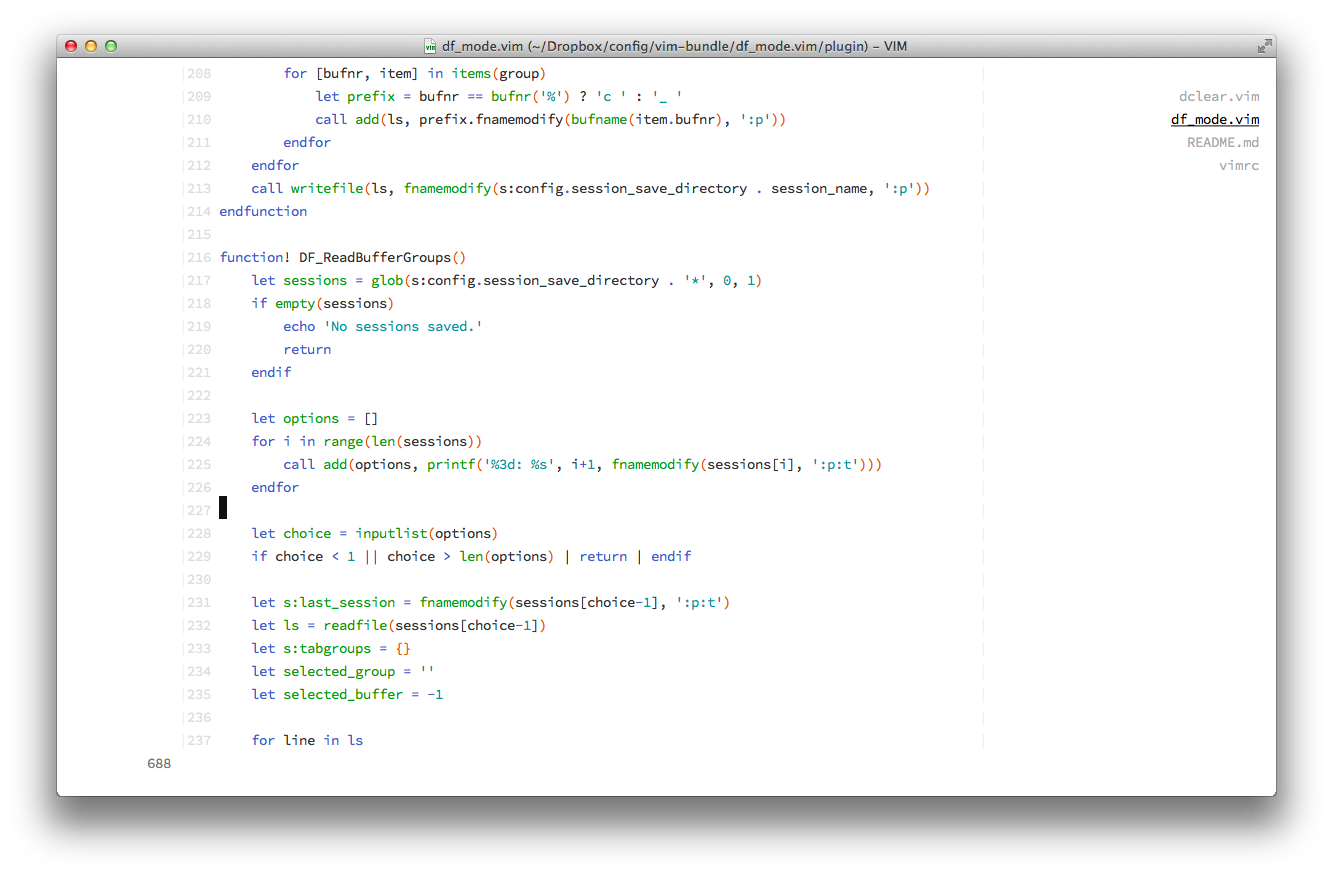 df_mode.vim (~/Dropbox/config/vim-bundle/df_mode.vim/plugin) – VIM
208         for [bufnr, item] in items(group)
209             let prefix = bufnr == bufnr('%') ? 'c ' : '_ '
210             call add(ls, prefix.fnamemodify(bufname(item.bufnr), ':p'))
211         endfor
212     endfor
213     call writefile(ls, fnamemodify(s:config.session_save_directory . session_name, ':p'))
214 endfunction
215
216 function! DF_ReadBufferGroups()
217     let sessions = glob(s:config.session_save_directory . '*', 0, 1)
218     if empty(sessions)
219         echo 'No sessions saved.'
220         return
221     endif
222
223     let options = []
224     for i in range(len(sessions))
225         call add(options, printf('%3d: %s', i+1, fnamemodify(sessions[i], ':p:t')))
226     endfor
227
228     let choice = inputlist(options)
229     if choice < 1 || choice > len(options) | return | endif
230
231     let s:last_session = fnamemodify(sessions[choice-1], ':p:t')
232     let ls = readfile(sessions[choice-1])
233     let s:tabgroups = {}
234     let selected_group = ''
235     let selected_buffer = -1
236
237     for line in ls
688
dclear.vim
df_mode.vim
README.md
vimrc